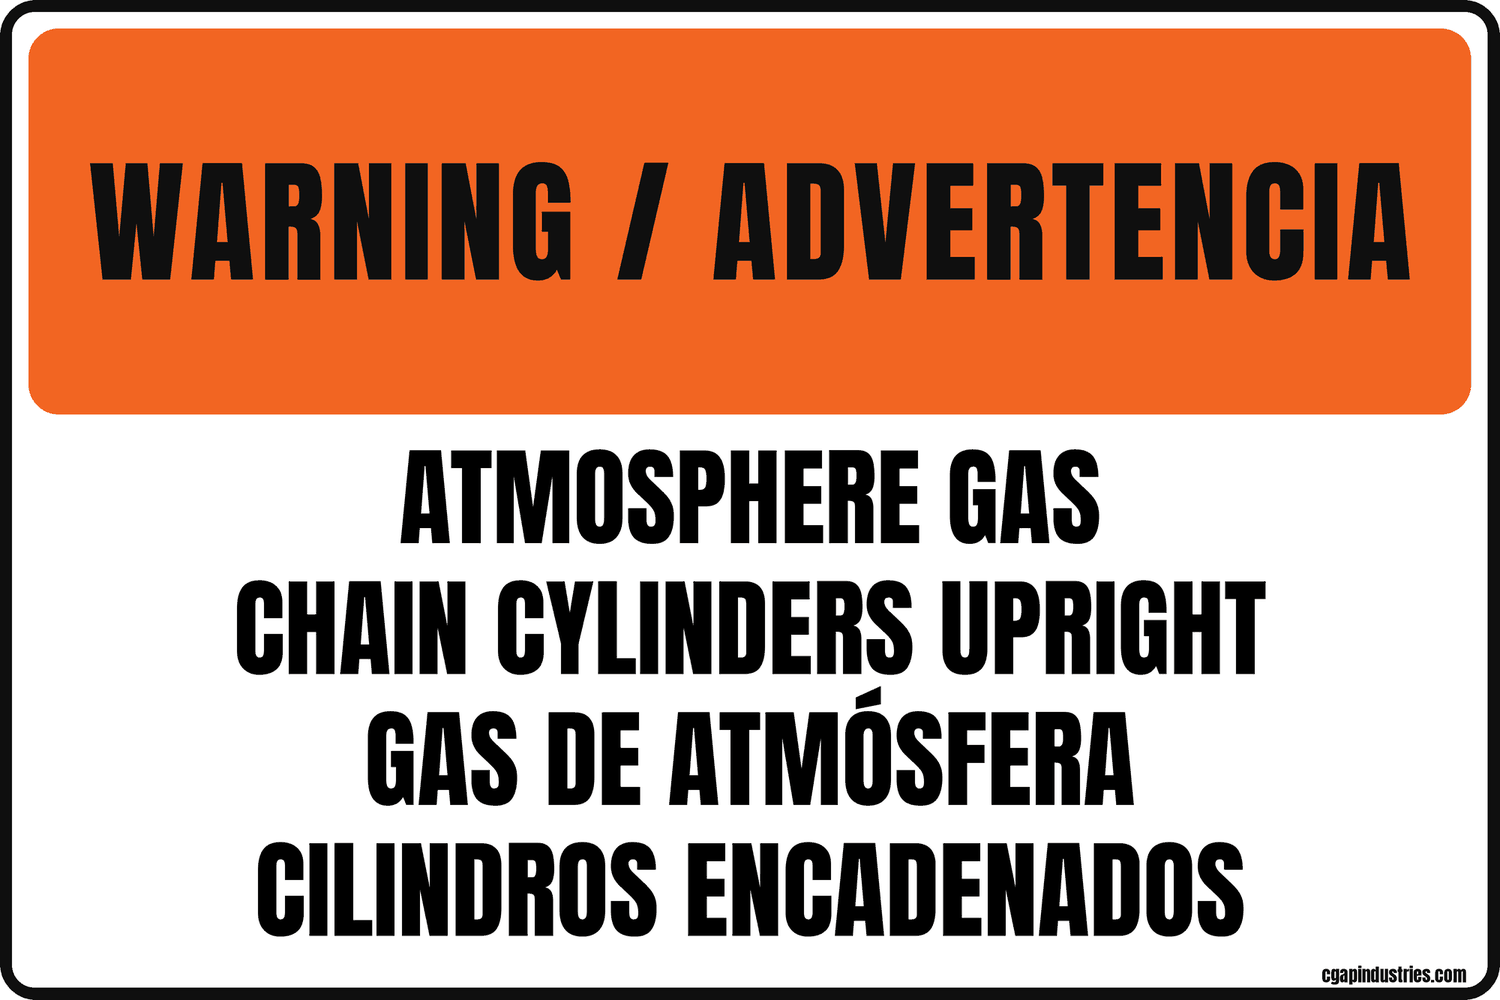 WARNING / ADVERTENCIA
ATMOSPHERE GAS
CHAIN CYLINDERS UPRIGHT
GAS DE ATMÓSFERA
CILINDROS ENCADENADOS
cgapindustries.com